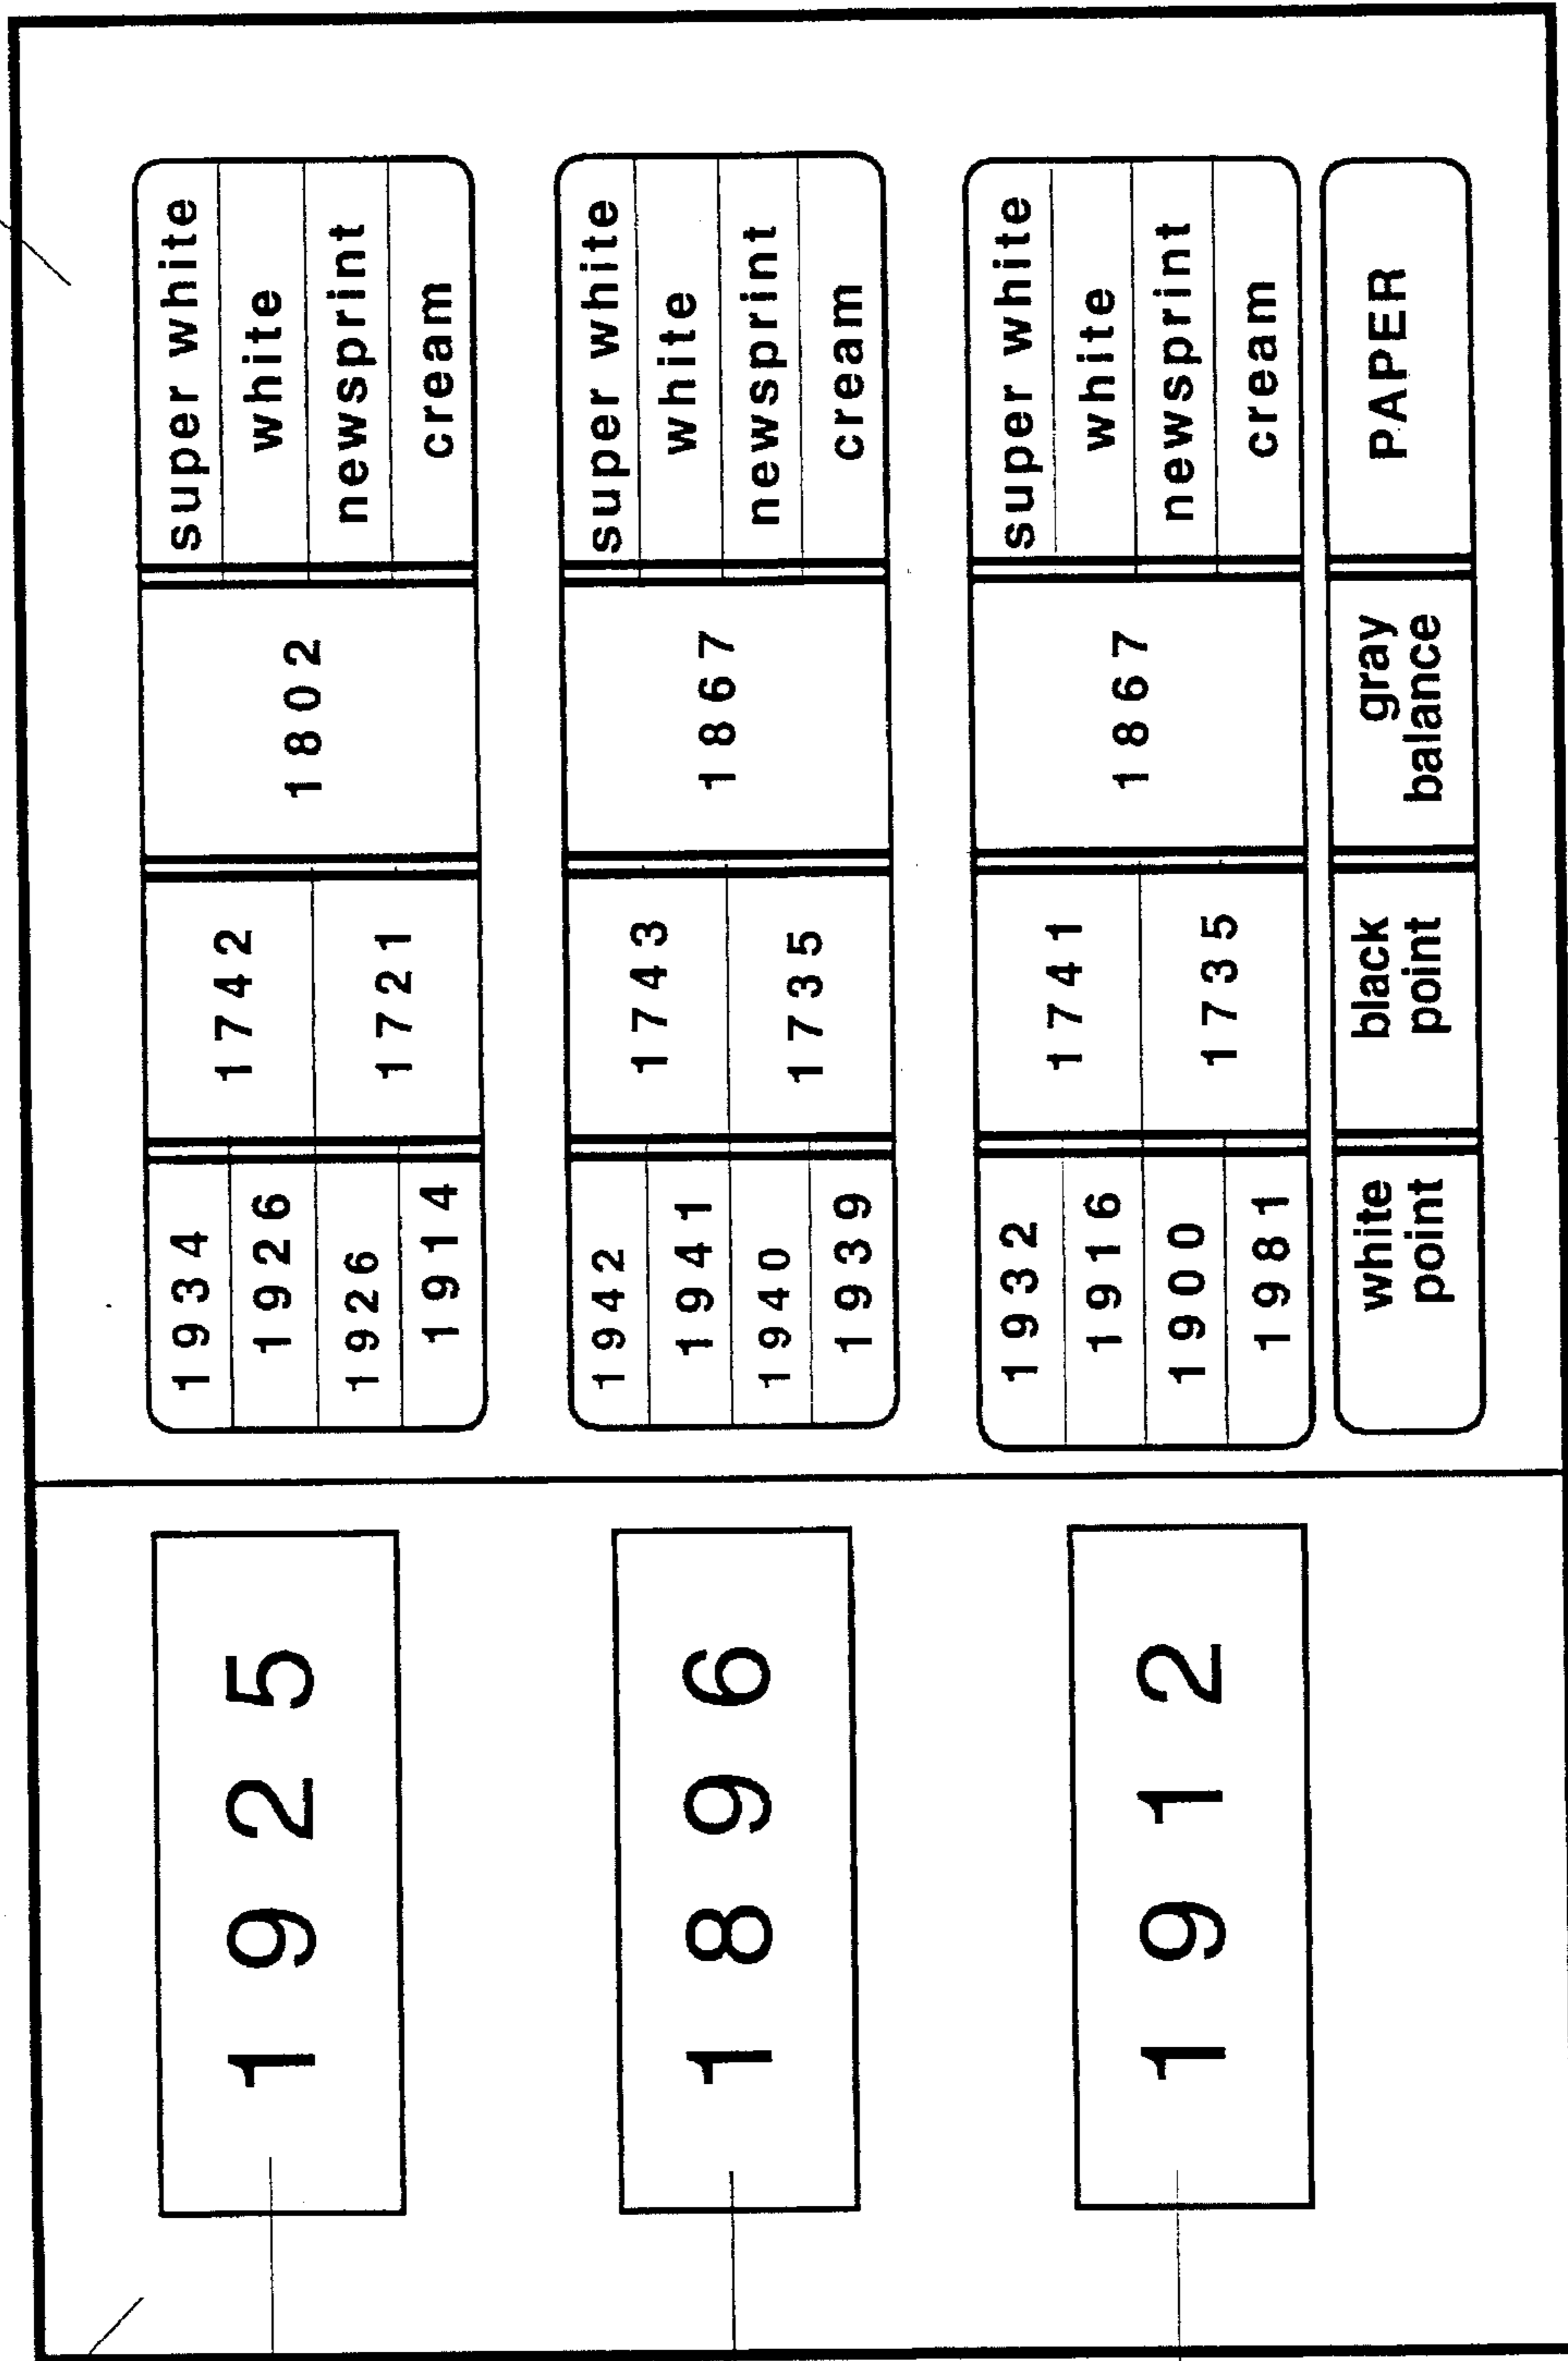 1925
1934
1926
1926
1914
1742
1721
1802
super white
white
newsprint
cream
1896
1942
1941
1940
1939
1743
1735
1867
super white
white
newsprint
cream
1912
1932
1916
1900
1981
1741
1735
1867
super white
white
newsprint
cream
white
point
black
point
gray
balance
PAPER